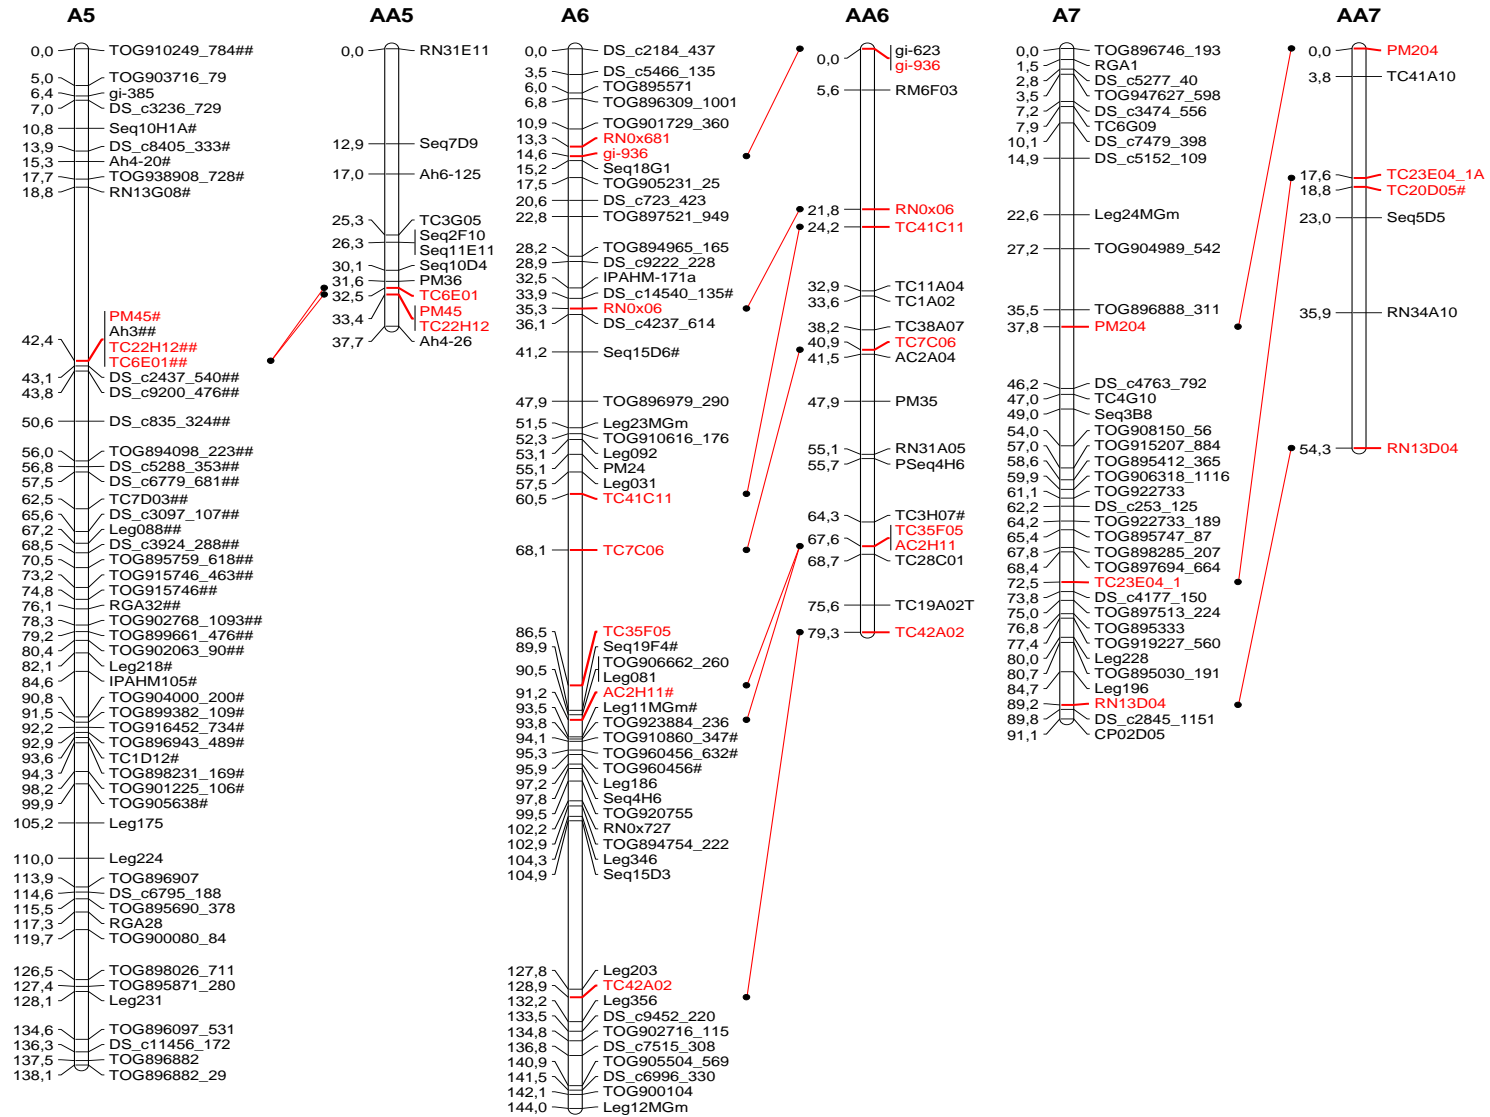 A5
0,0 TOG910249_784##
5,0 TOG903716_79
6,4 gi-385
7,0 DS_c3236_729
10,8 Seq10H1A#
13,9 DS_c8405_333#
15,3 Ah4-20#
17,7 TOG938908_728#
18,8 RN13G08#
PM45#
42,4 Ah3##
TC22H12##
TC6E01##
43,1 DS_c2437_540##
43,8 DS_c9200_476##
50,6 DS_c835_324##
56,0 TOG894098_223##
56,8 DS_c5288_353##
57,5 DS_c6779_681##
62,5 TC7D03##
65,6 DS_c3097_107##
67,2 Leg088##
68,5 DS_c3924_288##
70,5 TOG895759_618##
73,2 TOG915746_463##
74,8 TOG915746##
76,1 RGA32##
78,3 TOG902768_1093##
79,2 TOG899661_476##
80,4 TOG902063_90##
82,1 Leg218#
84,6 IPAHM105#
90,8 TOG904000_200#
91,5 TOG899382_109#
92,2 TOG916452_734#
92,9 TOG896943_489#
93,6 TC1D12#
94,3 TOG898231_169#
98,2 TOG901225_106#
99,9 TOG905638#
105,2 Leg175
110,0 Leg224
113,9 TOG896907
114,6 DS_c6795_188
115,5 TOG895690_378
117,3 RGA28
119,7 TOG900080_84
126,5 TOG898026_711
127,4 TOG895871_280
128,1 Leg231
134,6 TOG896097_531
136,3 DS_c11456_172
137,5 TOG896882
138,1 TOG896882_29
AA5
0,0 RN31E11
12,9 Seq7D9
17,0 Ah6-125
25,3 TC3G05
Seq2F10
26,3 Seq11E11
30,1 Seq10D4
31,6 PM36
32,5 TC6E01
PM45
33,4 TC22H12
37,7 Ah4-26
A6
0,0 DS_c2184_437
3,5 DS_c5466_135
6,0 TOG895571
6,8 TOG896309_1001
10,9 TOG901729_360
13,3 RN0x681
14,6 gi-936
15,2 Seq18G1
17,5 TOG905231_25
20,6 DS_c723_423
22,8 TOG897521_949
28,2 TOG894965_165
28,9 DS_c9222_228
32,5 IPAHM-171a
33,9 DS_c14540_135#
35,3 RN0x06
36,1 DS_c4237_614
41,2 Seq15D6#
47,9 TOG896979_290
51,5 Leg23MGm
52,3 TOG910616_176
53,1 Leg092
55,1 PM24
57,5 Leg031
60,5 TC41C11
68,1 TC7C06
86,5 TC35F05
89,9 Seq19F4#
TOG906662_260
90,5 Leg081
91,2 AC2H11#
93,5 Leg11MGm#
93,8 TOG923884_236
94,1 TOG910860_347#
95,3 TOG960456_632#
95,9 TOG960456#
97,2 Leg186
97,8 Seq4H6
99,5 TOG920755
102,2 RN0x727
102,9 TOG894754_222
104,3 Leg346
104,9 Seq15D3
127,8 Leg203
128,9 TC42A02
132,2 Leg356
133,5 DS_c9452_220
134,8 TOG902716_115
136,8 DS_c7515_308
140,9 TOG905504_569
141,5 DS_c6996_330
142,1 TOG900104
144,0 Leg12MGm
AA6
gi-623
0,0 gi-936
5,6 RM6F03
21,8 RN0x06
24,2 TC41C11
32,9 TC11A04
33,6 TC1A02
38,2 TC38A07
40,9 TC7C06
41,5 AC2A04
47,9 PM35
55,1 RN31A05
55,7 PSeq4H6
64,3 TC3H07#
TC35F05
67,6 AC2H11
68,7 TC28C01
75,6 TC19A02T
79,3 TC42A02
A7
0,0 TOG896746_193
1,5 RGA1
2,8 DS_c5277_40
3,5 TOG947627_598
7,2 DS_c3474_556
7,9 TC6G09
10,1 DS_c7479_398
14,9 DS_c5152_109
22,6 Leg24MGm
27,2 TOG904989_542
35,5 TOG896888_311
37,8 PM204
46,2 DS_c4763_792
47,0 TC4G10
49,0 Seq3B8
54,0 TOG908150_56
57,0 TOG915207_884
58,6 TOG895412_365
59,9 TOG906318_1116
61,1 TOG922733
62,2 DS_c253_125
64,2 TOG922733_189
65,4 TOG895747_87
67,8 TOG898285_207
68,4 TOG897694_664
72,5 TC23E04_1
73,8 DS_c4177_150
75,0 TOG897513_224
76,8 TOG895333
77,4 TOG919227_560
80,0 Leg228
80,7 TOG895030_191
84,7 Leg196
89,2 RN13D04
89,8 DS_c2845_1151
91,1 CP02D05
AA7
0,0 PM204
3,8 TC41A10
17,6 TC23E04_1A
18,8 TC20D05#
23,0 Seq5D5
35,9 RN34A10
54,3 RN13D04